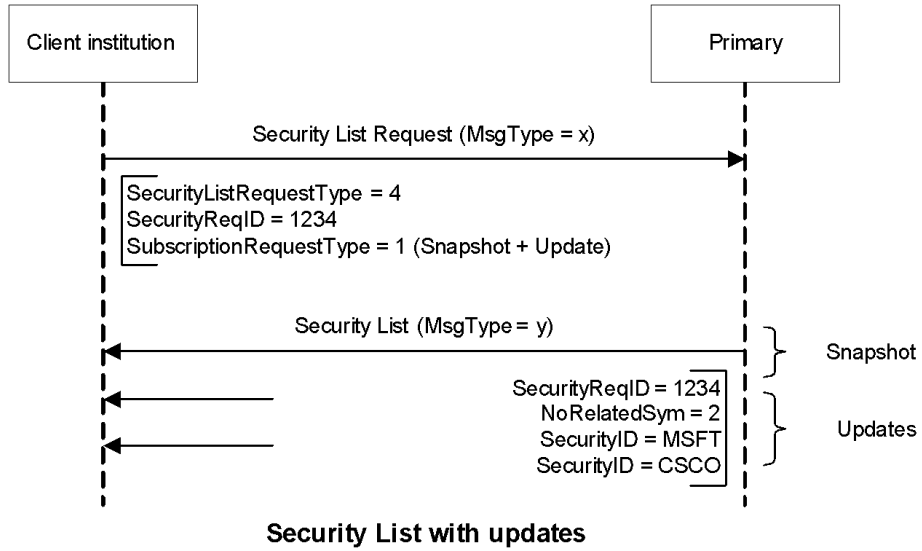 Client institution
Primary
Security List Request (MsgType = x)
SecurityListRequestType = 4
SecurityReqID = 1234
SubscriptionRequestType = 1 (Snapshot + Update)
Security List (MsgType = y)
Snapshot
SecurityReqID = 1234
NoRelatedSym = 2
SecurityID = MSFT
SecurityID = CSCO
Updates
Security List with updates